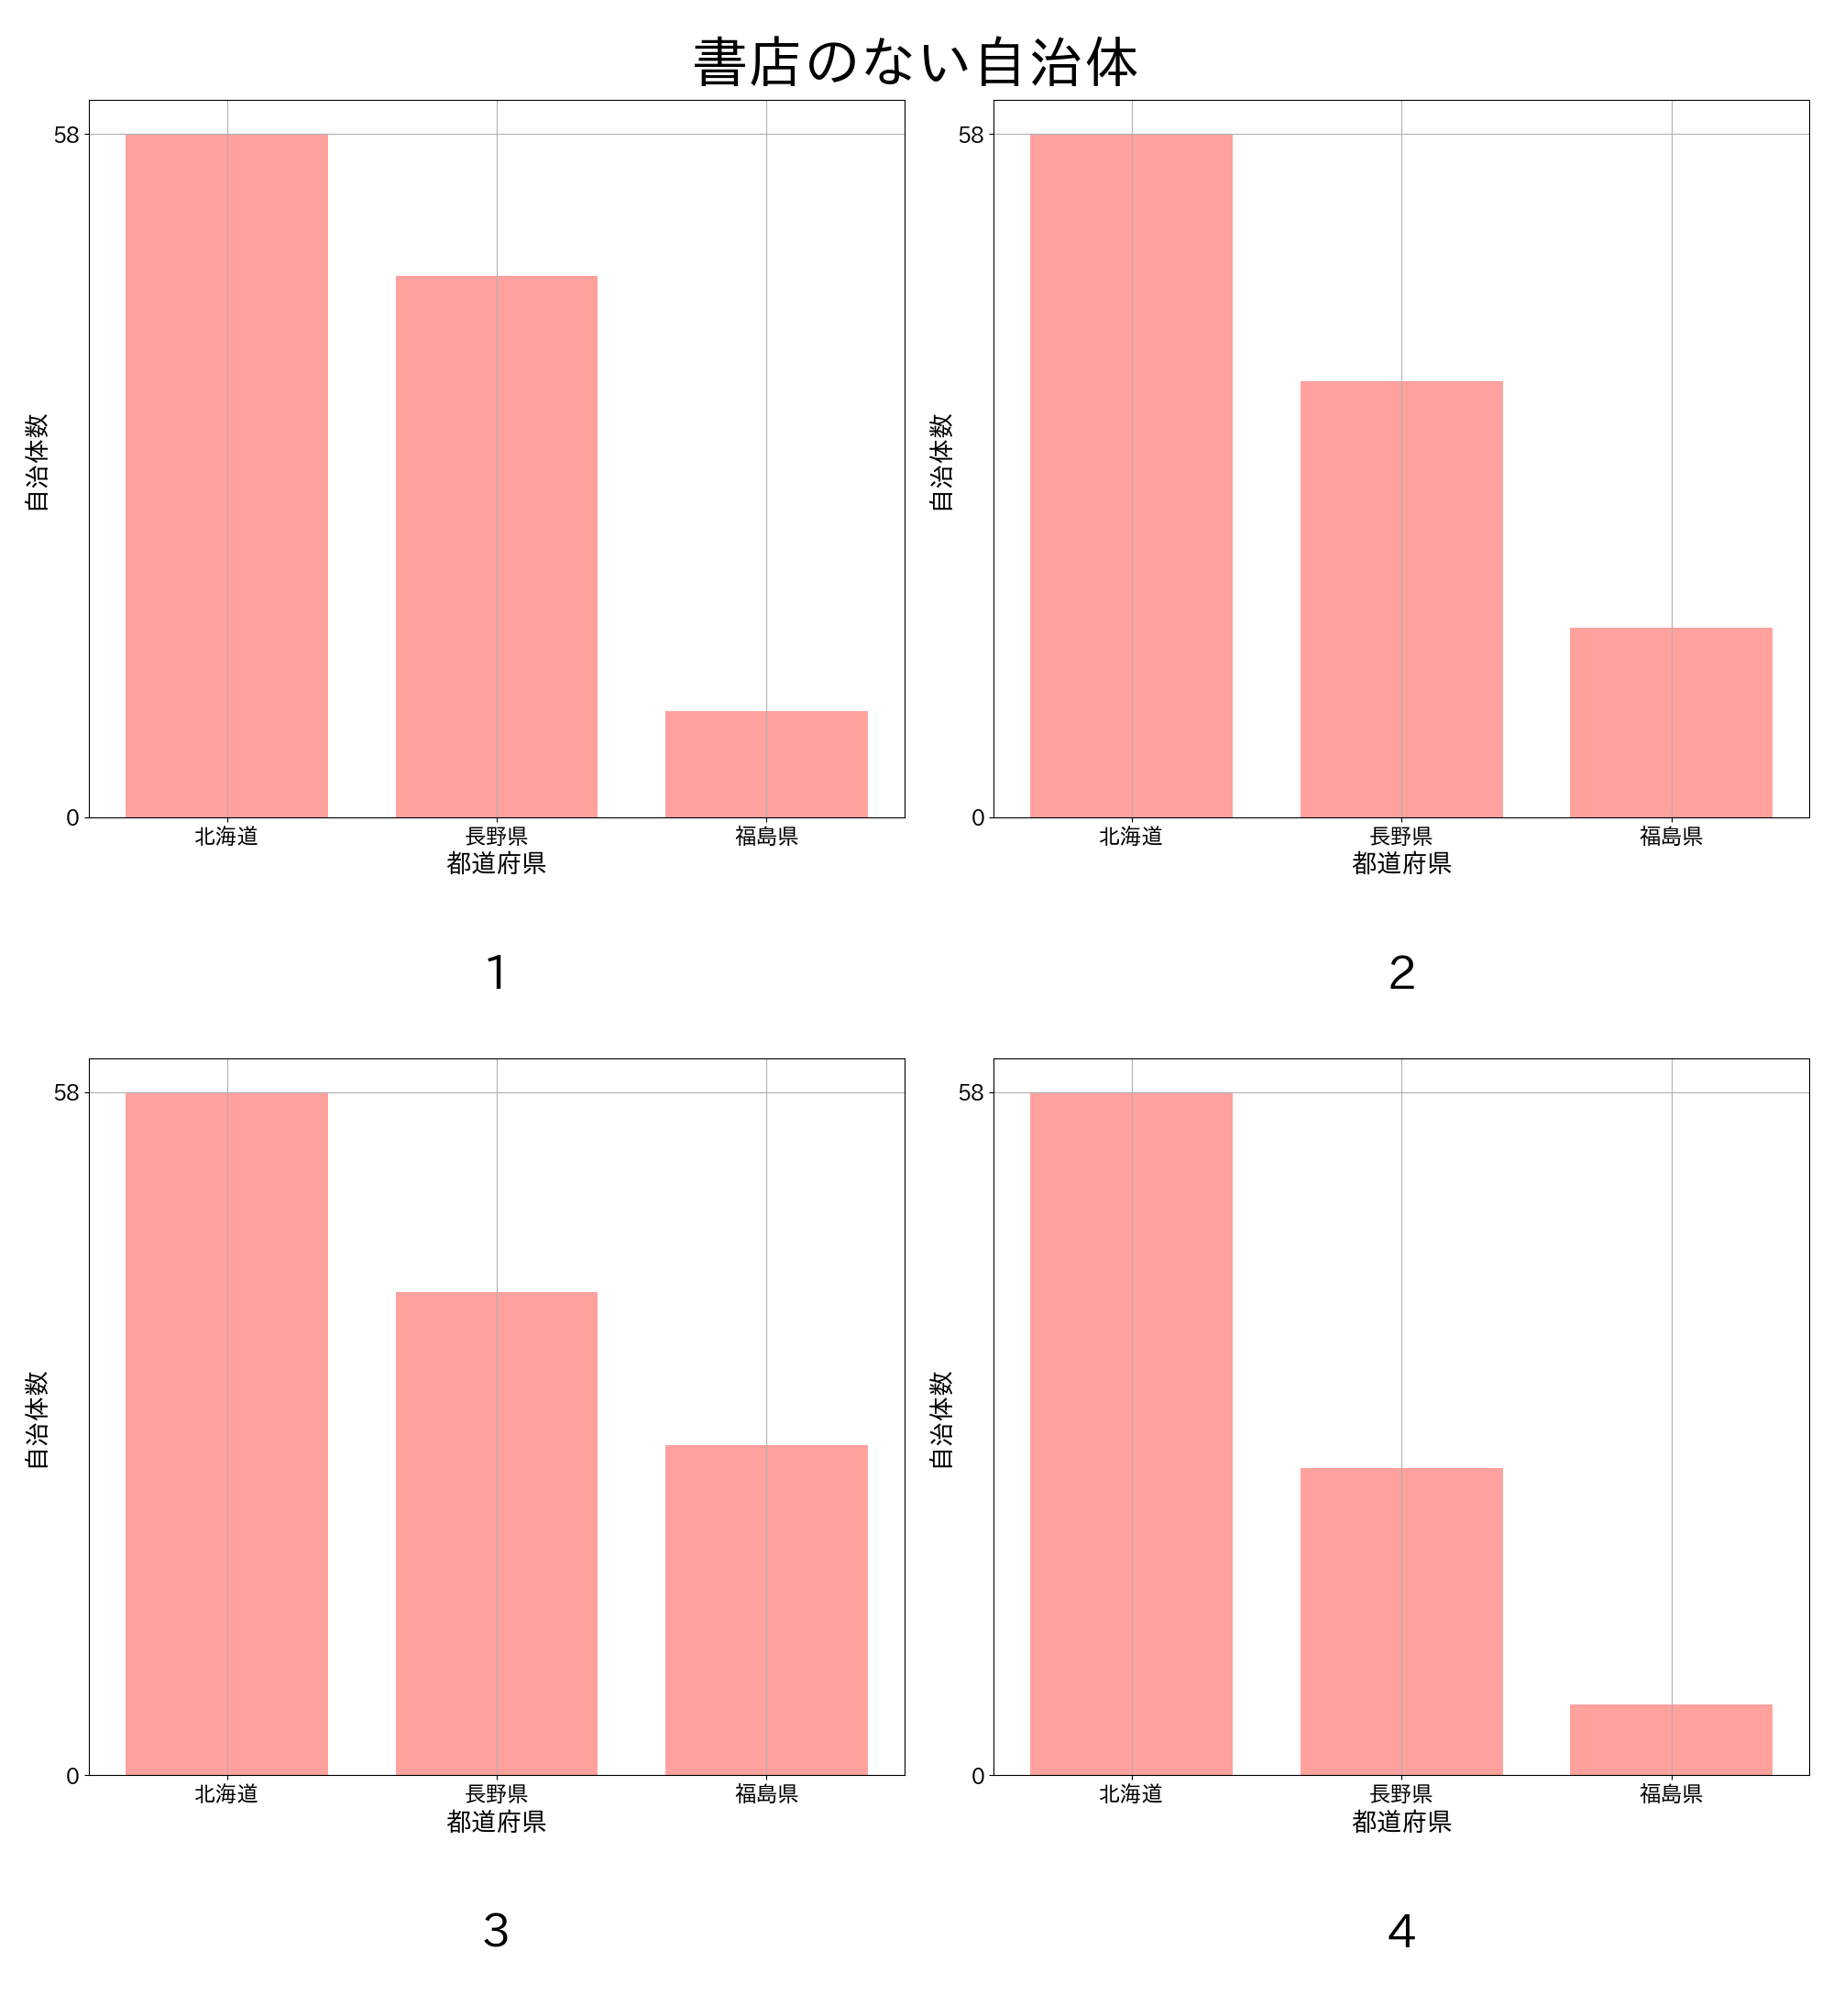 書店のない自治体
58
0
自治体数
北海道 長野県 福島県
都道府県
1
58
0
自治体数
北海道 長野県 福島県
都道府県
2
58
0
自治体数
北海道 長野県 福島県
都道府県
3
58
0
自治体数
北海道 長野県 福島県
都道府県
4